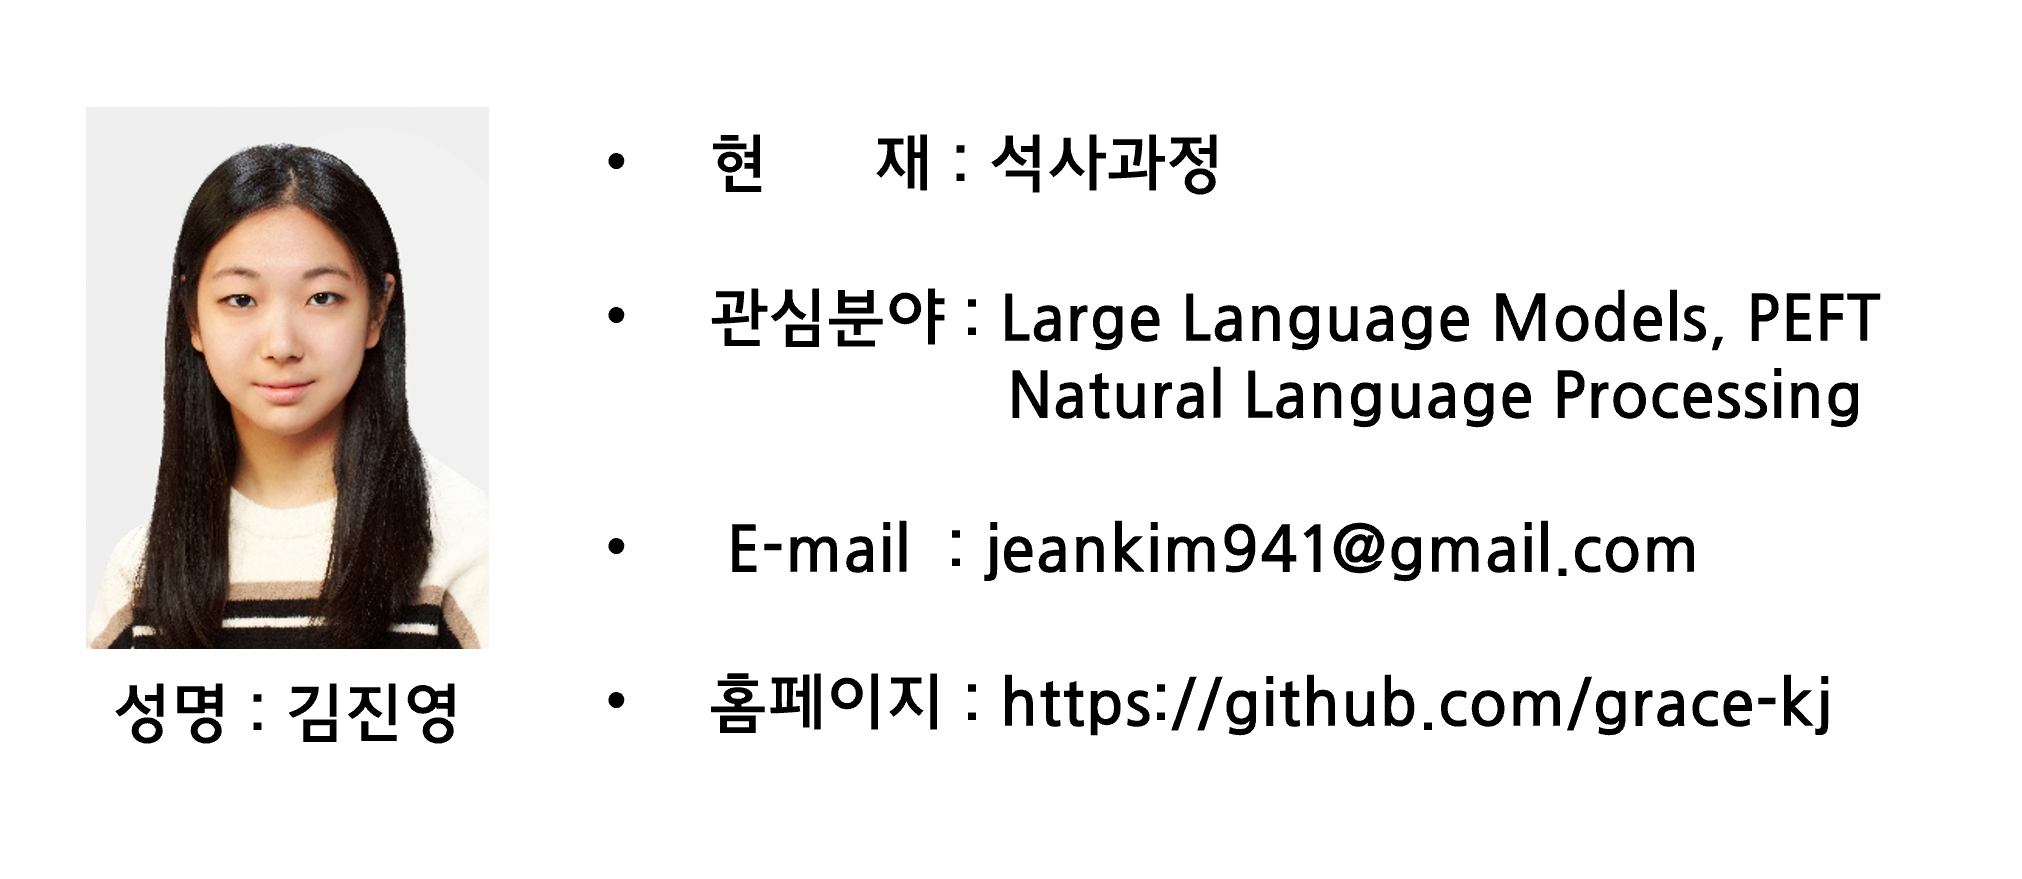 현 재 : 석사과정
관심분야 : Large Language Models, PEFT
Natural Language Processing
E-mail : jeankim941@gmail.com
홈페이지 : https://github.com/grace-kj
성명 : 김진영